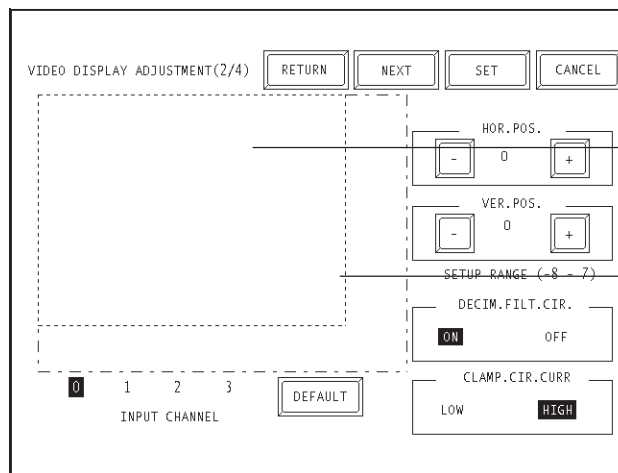 VIDEO DISPLAY ADJUSTMENT(2/4) RETURN NEXT SET CANCEL
HOR.POS.
- 0 +
VER.POS.
- 0 +
SETUP RANGE (-8 - 7)
DECIM.FILT.CIR.
ON OFF
CLAMP.CIR.CURR
LOW HIGH
0 1 2 3
INPUT CHANNEL
DEFAULT